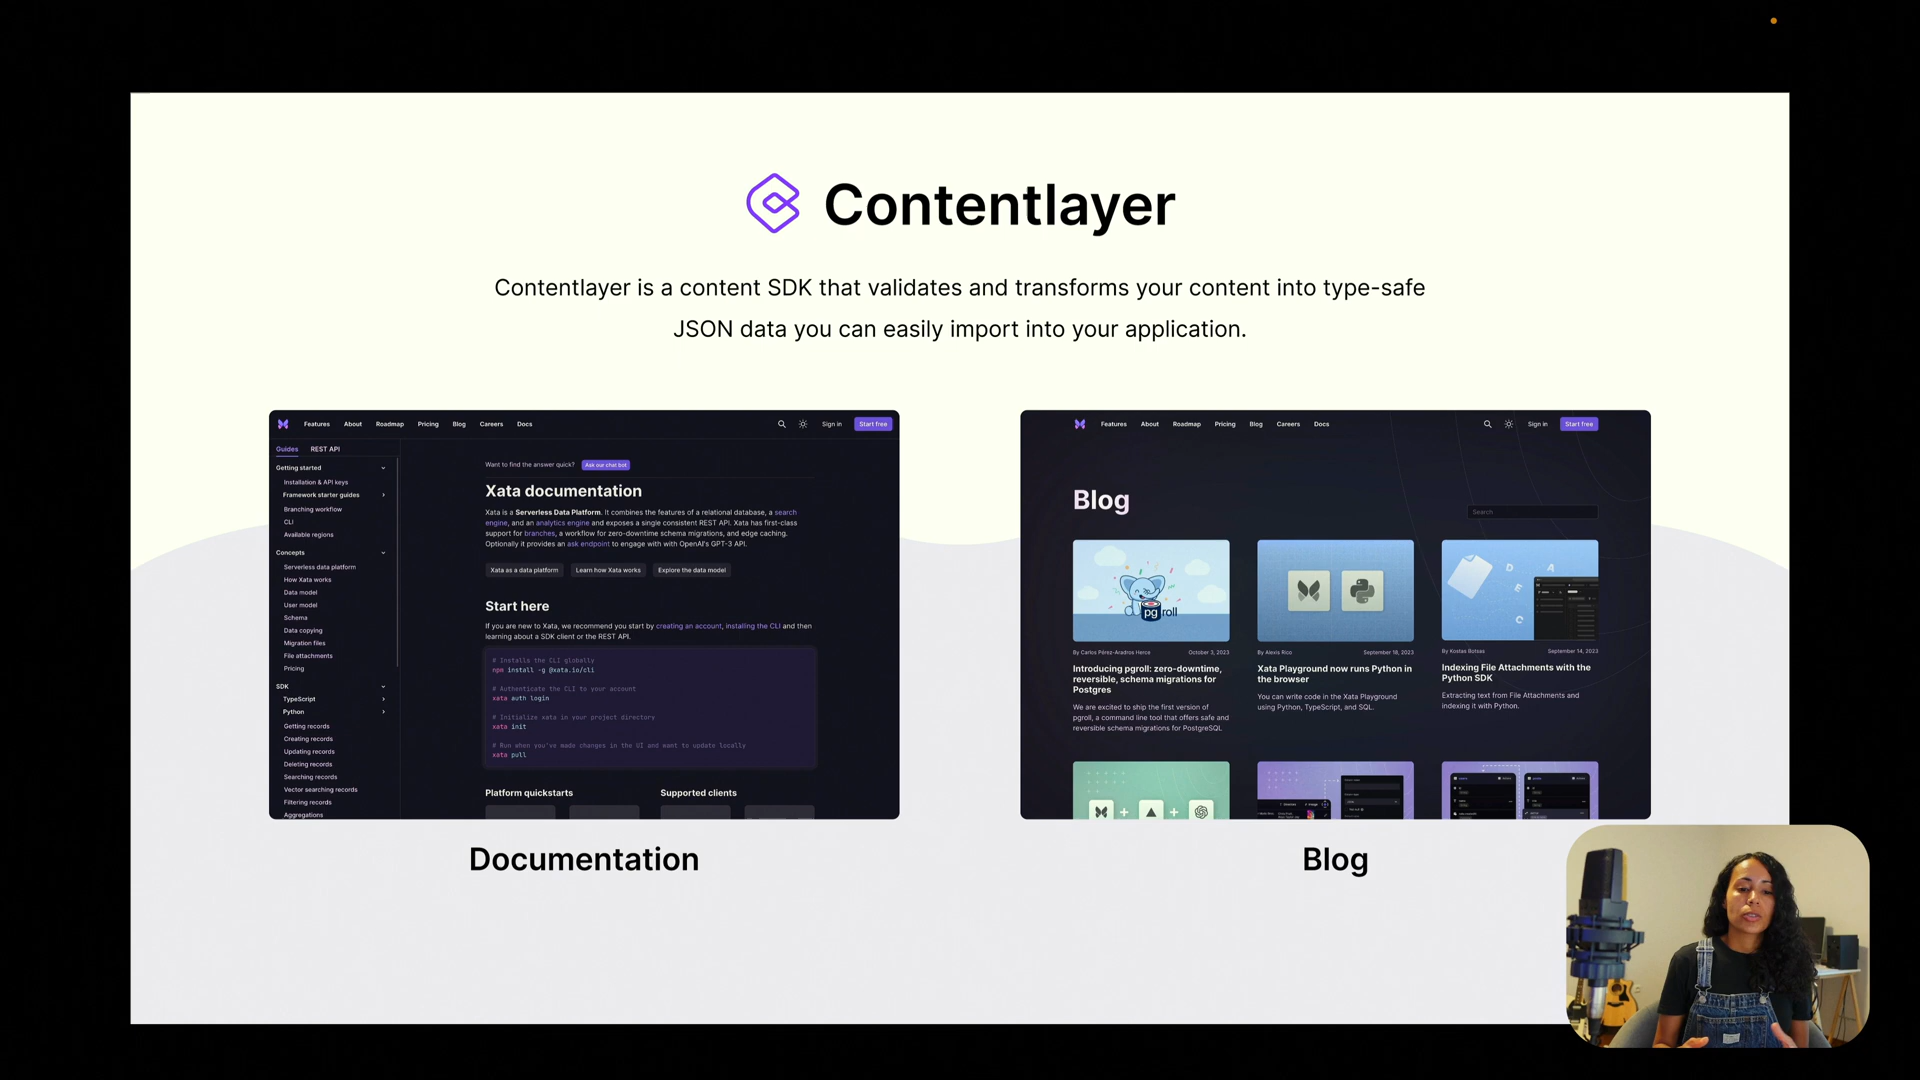 Contentlayer
Contentlayer is a content SDK that validates and transforms your content into type-safe
JSON data you can easily import into your application.
Features About Roadmap Pricing Blog Careers Docs
Sign in Start free
Guides REST API
Getting started
Installation & API keys
Framework starter guides
Branching workflow
CLI
Available regions
Concepts
Serverless data platform
How Xata works
Data model
User model
Schema
Data copying
Migration files
File attachments
Pricing
SDK
TypeScript
Python
Getting records
Creating records
Updating records
Deleting records
Searching records
Vector searching records
Filtering records
Aggregations
Want to find the answer quick? Ask our chat bot
Xata documentation
Xata is a Serverless Data Platform. It combines the features of a relational database, a search
engine, and an analytics engine and exposes a single consistent REST API. Xata has first-class
support for branches, a workflow for zero-downtime schema migrations, and edge caching.
Optionally it provides an ask endpoint to engage with with OpenAI's GPT-3 API.
Xata as a data platform Learn how Xata works Explore the data model
Start here
If you are new to Xata, we recommend you start by creating an account, installing the CLI and then
learning about a SDK client or the REST API.
# Installs the CLI globally
npm install -g @xata.io/cli
# Authenticate the CLI to your account
xata auth login
# Initialize xata in your project directory
xata init
# Run when you've made changes in the UI and want to update locally
xata pull
Platform quickstarts Supported clients
Documentation
Features About Roadmap Pricing Blog Careers Docs
Sign in Start free
Blog
Search
pg roll
By Carlos Pérez-Aradros Herce October 3, 2023
Introducing pgroll: zero-downtime,
reversible, schema migrations for
Postgres
We are excited to ship the first version of
pgroll, a command line tool that offers safe and
reversible schema migrations for PostgreSQL
By Alexis Rico September 18, 2023
Xata Playground now runs Python in
the browser
You can write code in the Xata Playground
using Python, TypeScript, and SQL.
D A
E
C
By Kostas Botsas September 14, 2023
Indexing File Attachments with the
Python SDK
Extracting text from File Attachments and
indexing it with Python.
Blog